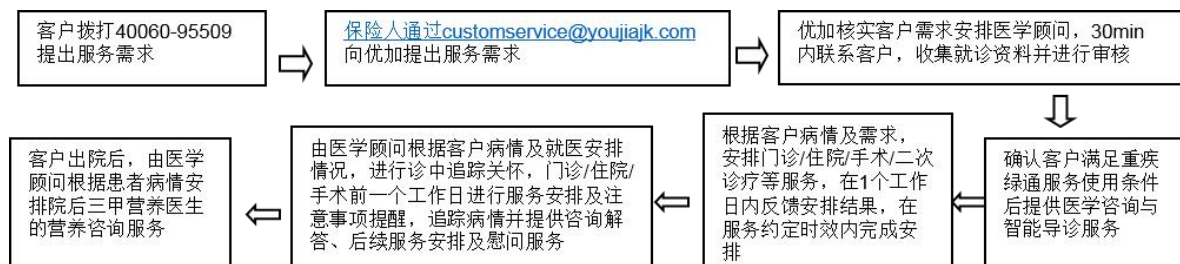 客户拨打40060-95509
提出服务需求
保险人通过customservice@youjiajk.com
向优加提出服务需求
优加核实客户需求安排医学顾问，30min
内联系客户，收集就诊资料并进行审核
确认客户满足重疾
绿通服务使用条件
后提供医学咨询与
智能导诊服务
根据客户病情及需求，
安排门诊/住院/手术/二次
诊疗等服务，在1个工作
日内反馈安排结果，在
服务约定时效内完成安
排
由医学顾问根据客户病情及就医安排
情况，进行诊中追踪关怀，门诊/住院/
手术前一个工作日进行服务安排及注
意事项提醒，追踪病情并提供咨询解
答、后续服务安排及慰问服务
客户出院后，由医学
顾问根据患者病情安
排院后三甲营养医生
的营养咨询服务